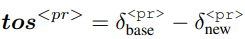 tos<pr> = δ<pr>base − δ<pr>new